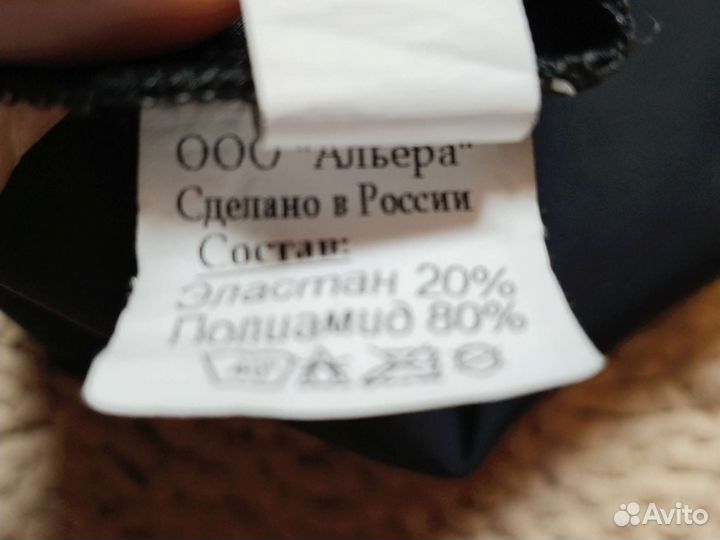 ООО "Альера"
Сделано в России
Состав:
Эластан 20%
Полиамид 80%
Avito